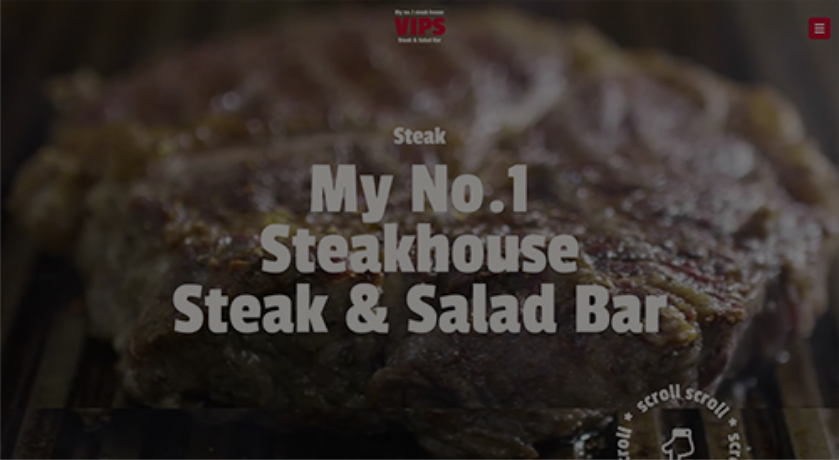 My no.1 steak house
VIPS
Steak & Salad Bar
Steak
My No.1
Steakhouse
Steak & Salad Bar
scroll scroll